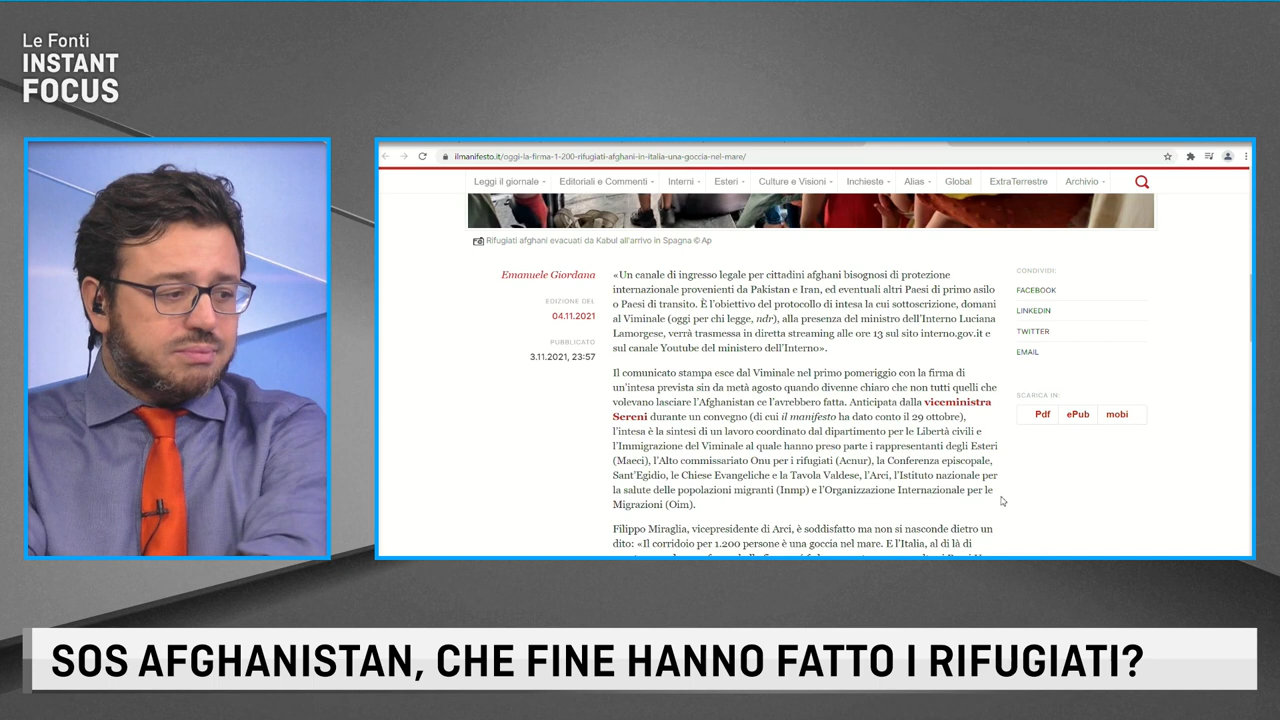 Le Fonti
INSTANT
FOCUS
ilmanifesto.it/oggi-la-firma-1-200-rifugiati-afghani-in-italia-una-goccia-nel-mare/
Leggi il giornale
Editoriali e Commenti
Interni
Esteri
Culture e Visioni
Inchieste
Alias
Global
ExtraTerrestre
Archivio
Rifugiati afghani evacuati da Kabul all'arrivo in Spagna © Ap
Emanuele Giordana
EDIZIONE DEL
04.11.2021
PUBBLICATO
3.11.2021, 23:57
«Un canale di ingresso legale per cittadini afghani bisognosi di protezione
internazionale provenienti da Pakistan e Iran, ed eventuali altri Paesi di primo asilo
o Paesi di transito. È l'obiettivo del protocollo di intesa la cui sottoscrizione, domani
al Viminale (oggi per chi legge, ndr), alla presenza del ministro dell'Interno Luciana
Lamorgese, verrà trasmessa in diretta streaming alle ore 13 sul sito interno.gov.it e
sul canale Youtube del ministero dell'Interno».
Il comunicato stampa esce dal Viminale nel primo pomeriggio con la firma di
un'intesa prevista sin da metà agosto quando divenne chiaro che non tutti quelli che
volevano lasciare l'Afghanistan ce l'avrebbero fatta. Anticipata dalla viceministra
Sereni durante un convegno (di cui il manifesto ha dato conto il 29 ottobre),
l'intesa è la sintesi di un lavoro coordinato dal dipartimento per le Libertà civili e
l'Immigrazione del Viminale al quale hanno preso parte i rappresentanti degli Esteri
(Maeci), l'Alto commissariato Onu per i rifugiati (Acnur), la Conferenza episcopale,
Sant'Egidio, le Chiese Evangeliche e la Tavola Valdese, l'Arci, l'Istituto nazionale per
la salute delle popolazioni migranti (Inmp) e l'Organizzazione Internazionale per le
Migrazioni (Oim).
Filippo Miraglia, vicepresidente di Arci, è soddisfatto ma non si nasconde dietro un
dito: «Il corridoio per 1.200 persone è una goccia nel mare. E l'Italia, al di là di
CONDIVIDI:
FACEBOOK
LINKEDIN
TWITTER
EMAIL
SCARICA IN:
Pdf
ePub
mobi
SOS AFGHANISTAN, CHE FINE HANNO FATTO I RIFUGIATI?